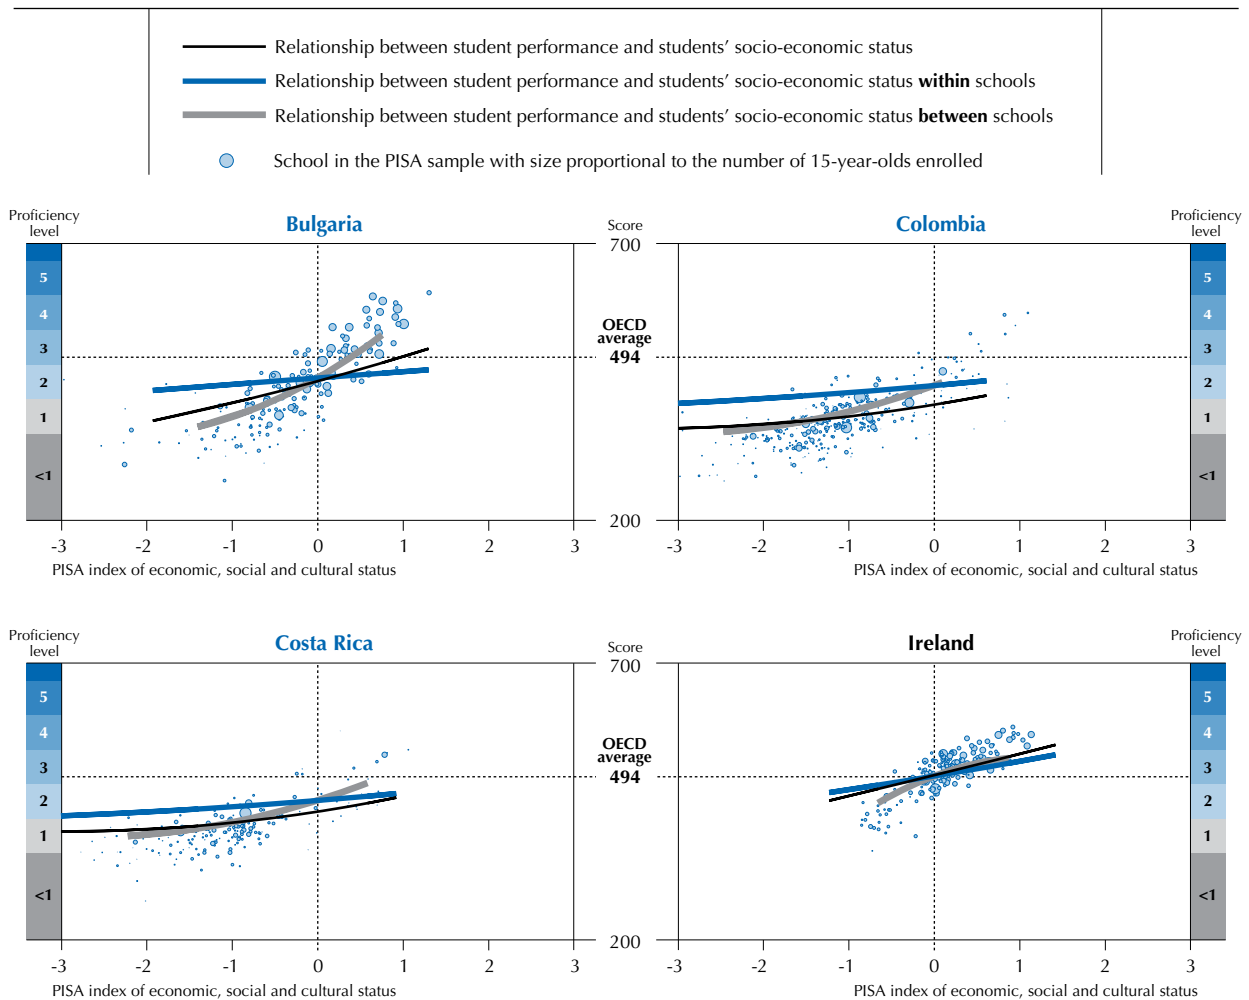 Relationship between student performance and students’ socio-economic status
Relationship between student performance and students’ socio-economic status within schools
Relationship between student performance and students’ socio-economic status between schools
School in the PISA sample with size proportional to the number of 15-year-olds enrolled
Proficiency level
Bulgaria
Score
700
5
4
3
2
1
<1
OECD average
494
200
-3 -2 -1 0 1 2 3
PISA index of economic, social and cultural status
Colombia
Proficiency level
5
4
3
2
1
<1
-3 -2 -1 0 1 2 3
PISA index of economic, social and cultural status
Proficiency level
Costa Rica
Score
700
5
4
3
2
1
<1
OECD average
494
200
-3 -2 -1 0 1 2 3
PISA index of economic, social and cultural status
Ireland
Proficiency level
5
4
3
2
1
<1
-3 -2 -1 0 1 2 3
PISA index of economic, social and cultural status